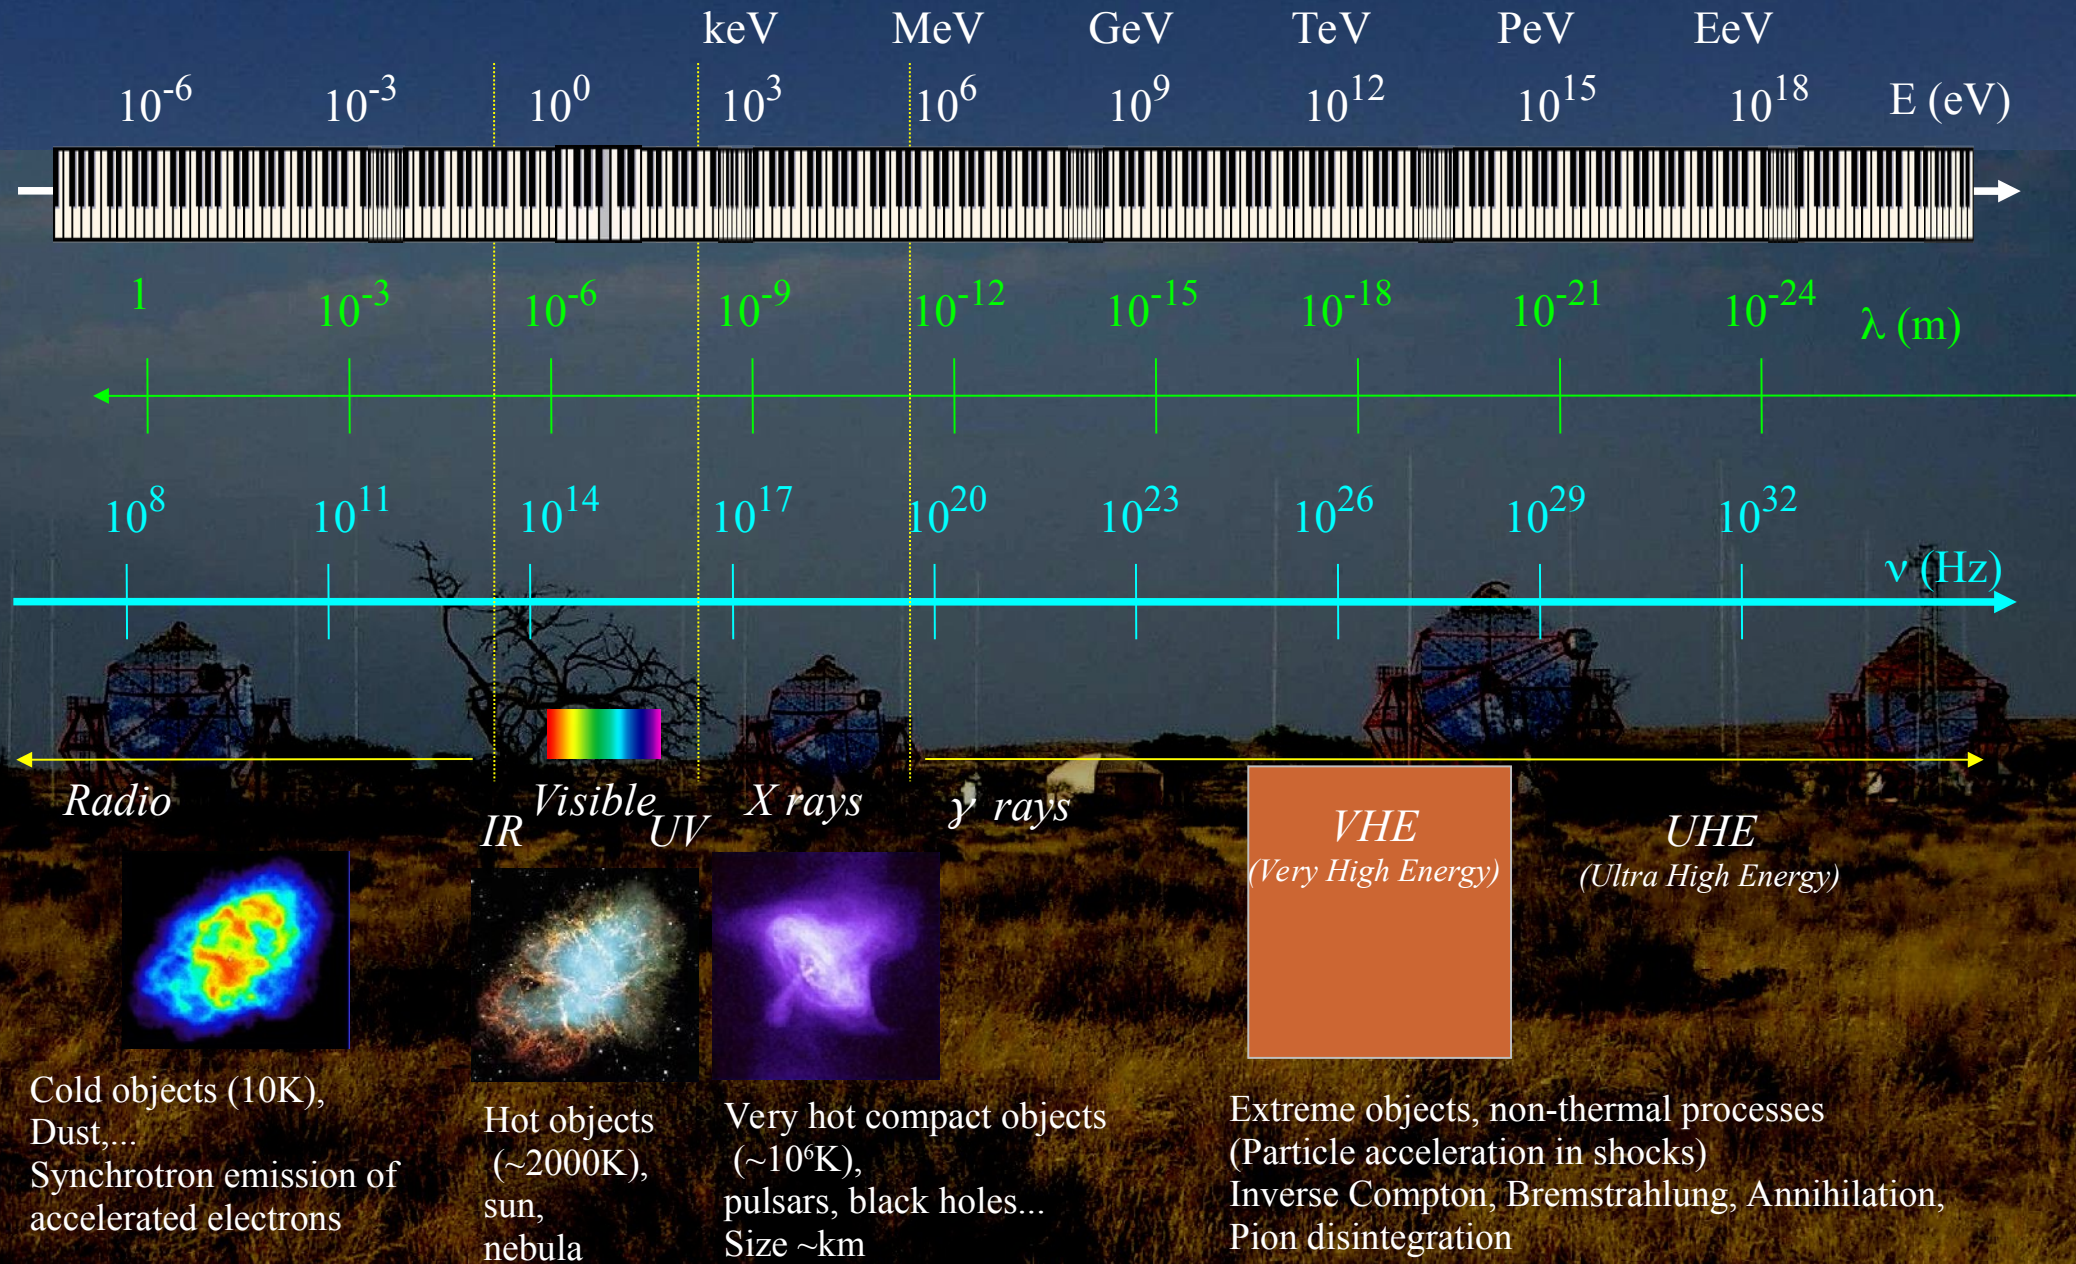 keV MeV GeV TeV PeV EeV
10⁻⁶ 10⁻³ 10⁰ 10³ 10⁶ 10⁹ 10¹² 10¹⁵ 10¹⁸ E (eV)
1 10⁻³ 10⁻⁶ 10⁻⁹ 10⁻¹² 10⁻¹⁵ 10⁻¹⁸ 10⁻²¹ 10⁻²⁴ λ (m)
10⁸ 10¹¹ 10¹⁴ 10¹⁷ 10²⁰ 10²³ 10²⁶ 10²⁹ 10³²
ν (Hz)
Radio
IR
Visible
UV
X rays
γ rays
VHE
(Very High Energy)
UHE
(Ultra High Energy)
Cold objects (10K),
Dust,...
Synchrotron emission of
accelerated electrons
Hot objects
(~2000K),
sun,
nebula
Very hot compact objects
(~10⁶K),
pulsars, black holes...
Size ~km
Extreme objects, non-thermal processes
(Particle acceleration in shocks)
Inverse Compton, Bremstrahlung, Annihilation,
Pion disintegration